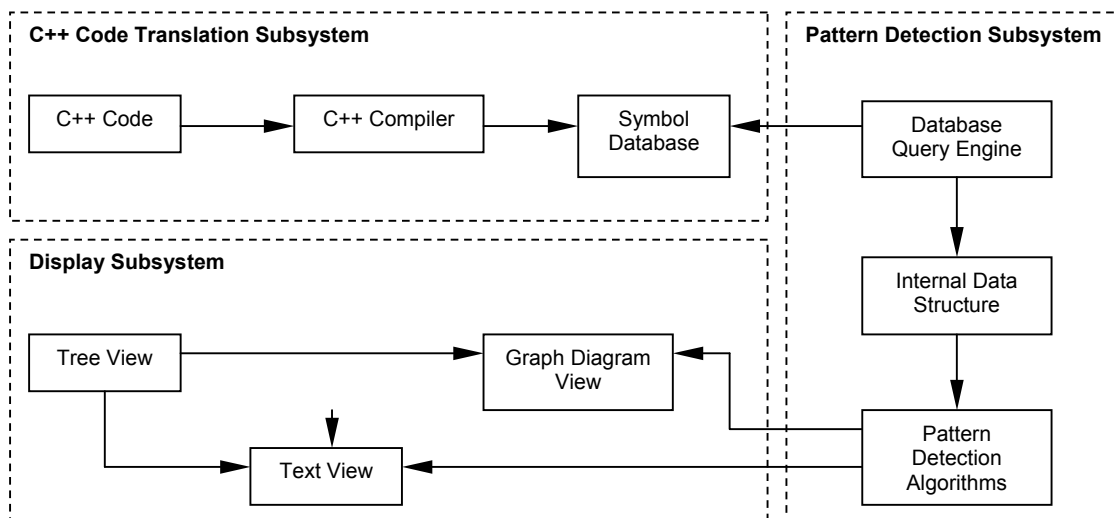 C++ Code Translation Subsystem
C++ Code
C++ Compiler
Symbol
Database
Pattern Detection Subsystem
Database
Query Engine
Internal Data
Structure
Pattern
Detection
Algorithms
Display Subsystem
Tree View
Graph Diagram
View
Text View